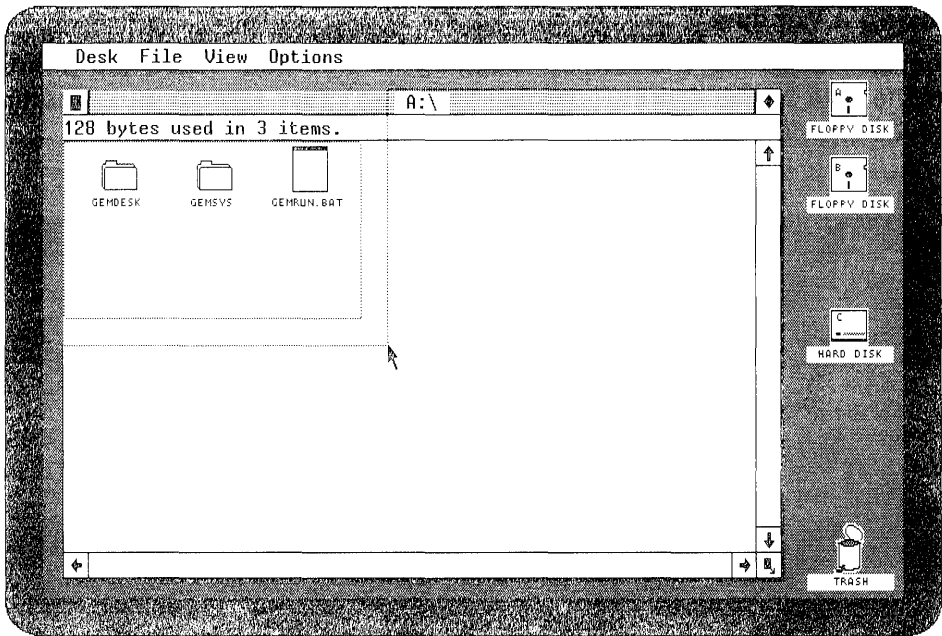 Desk File View Options
A:\
128 bytes used in 3 items.
GEMDESK GEMSYS GEMRUN.BAT
A
FLOPPY DISK
B
FLOPPY DISK
C
HARD DISK
TRASH